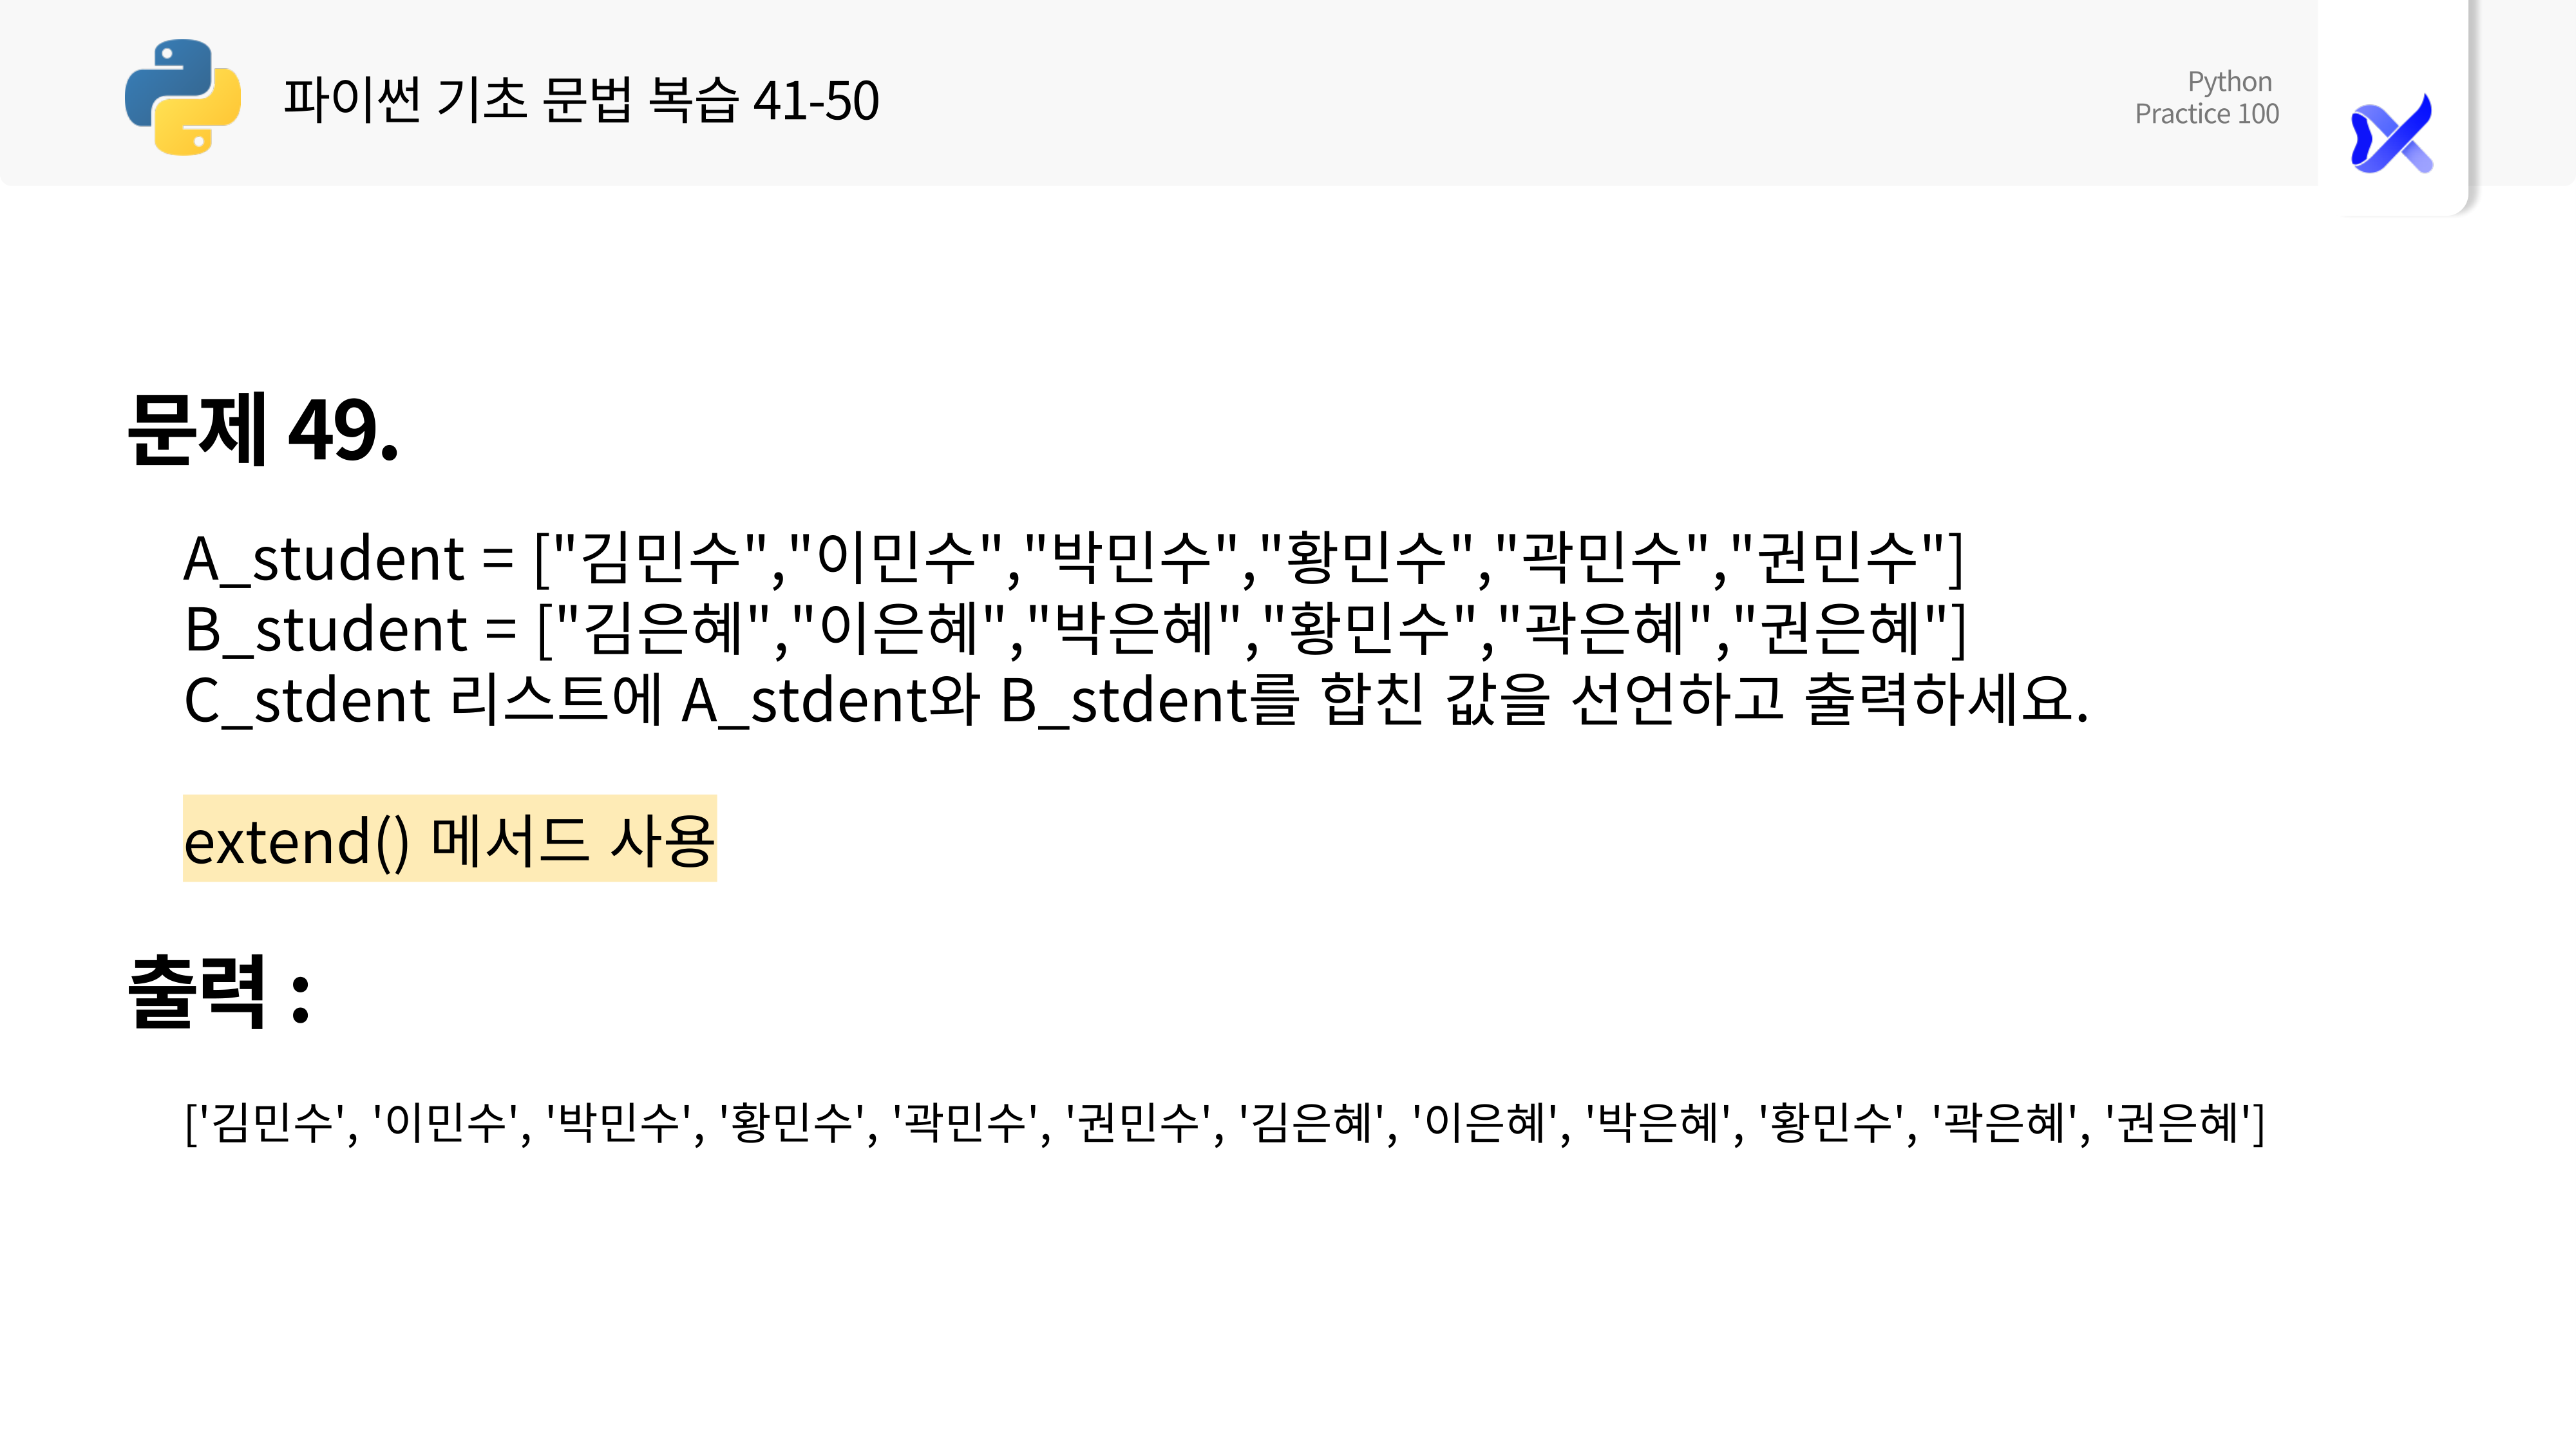 파이썬 기초 문법 복습 41-50
Python
Practice 100
문제 49.
A_student = ["김민수","이민수","박민수","황민수","곽민수","권민수"]
B_student = ["김은혜","이은혜","박은혜","황민수","곽은혜","권은혜"]
C_stdent 리스트에 A_stdent와 B_stdent를 합친 값을 선언하고 출력하세요.
extend() 메서드 사용
출력 :
['김민수', '이민수', '박민수', '황민수', '곽민수', '권민수', '김은혜', '이은혜', '박은혜', '황민수', '곽은혜', '권은혜']